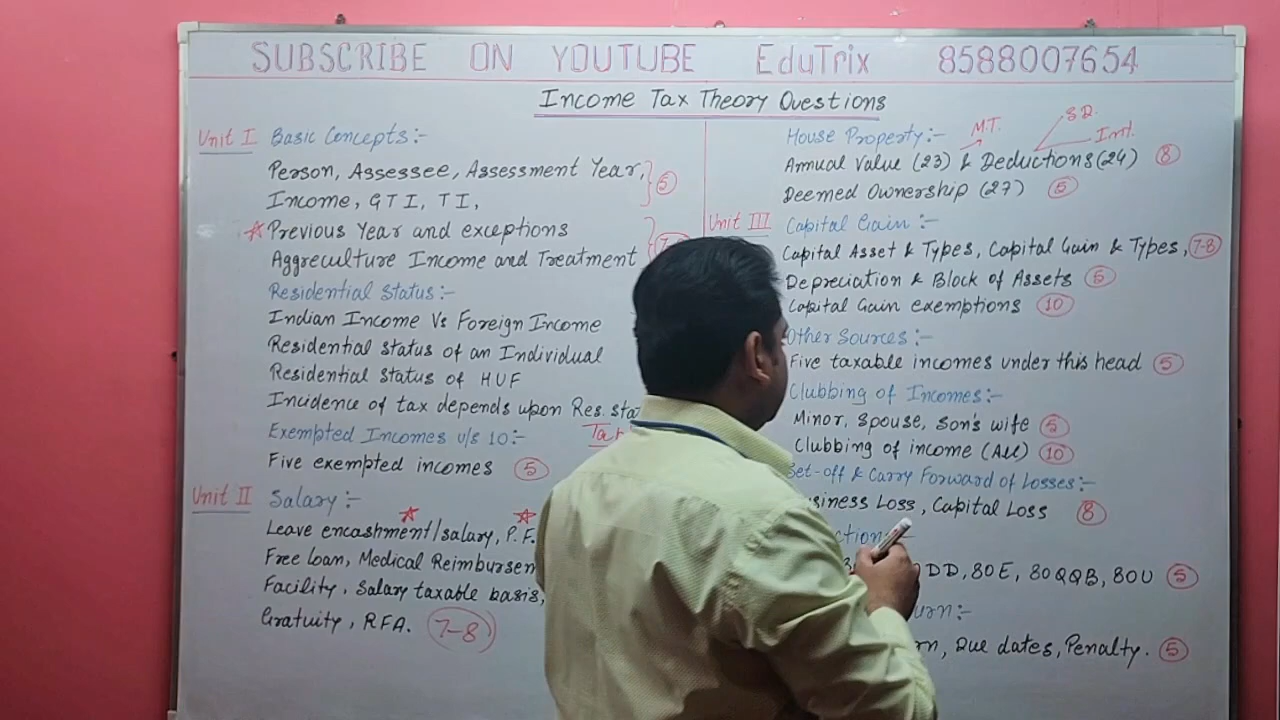 SUBSCRIBE ON YOUTUBE EduTrix 8588007654
Income Tax Theory Questions
Unit I Basic Concepts:-
Person, Assessee, Assessment Year,
Income, GTI, TI, 5
Previous Year and exceptions
Aggreculture Income and Treatment
Residential Status:-
Indian Income Vs Foreign Income
Residential status of an Individual
Residential status of HUF
Incidence of tax depends upon Res.
Exempted Incomes u/s 10:-
Five exempted incomes 5
Unit II Salary:-
Leave encashment/salary, P.F.
Free loan, Medical
Facility, Salary taxable basis,
Gratuity, RFA. 7-8
House Property:- M.T. S.D.
Int.
Annual Value (23) & Deductions (24) 8
Deemed Ownership (27) 5
Unit III Capital Gain:-
Capital Asset & Types, Capital Gain & Types, 7-8
Depreciation & Block of Assets 5
Capital Gain exemptions 10
Other Sources:-
Five taxable incomes under this head 5
Clubbing of Incomes:-
Minor, Spouse, Son's wife 5
Clubbing of income (All) 10
Set-off & Carry Forward of Losses:-
Loss, Capital Loss 8
DD, 80E, 80QQB, 80U 5
Due dates, Penalty. 5